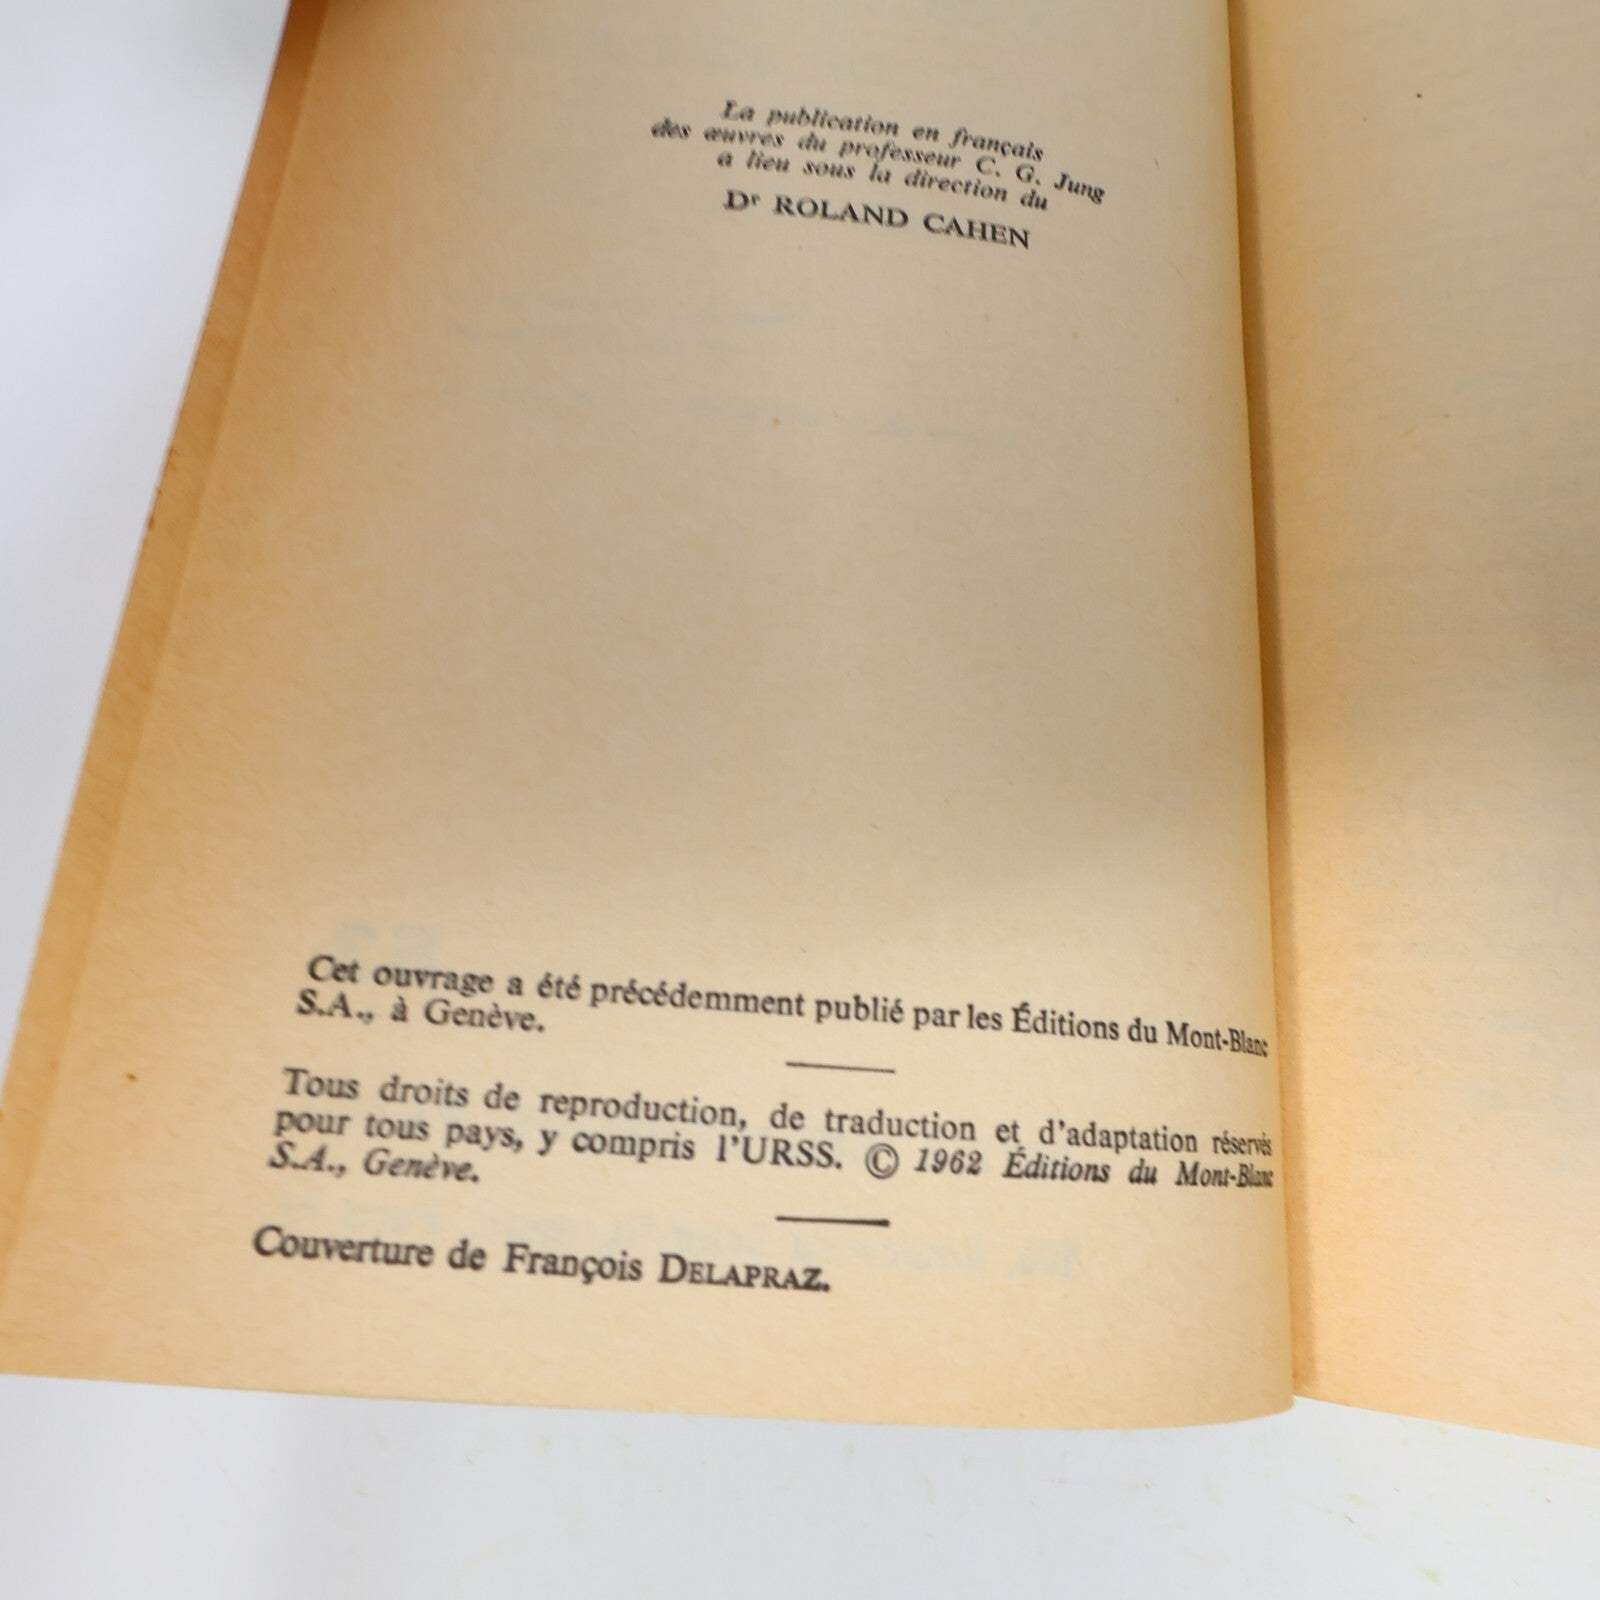 La publication en français
des œuvres du professeur C. G. Jung
a lieu sous la direction du
Dr ROLAND CAHEN
Cet ouvrage a été précédemment publié par les Éditions du Mont-Blanc
S.A., à Genève.
Tous droits de reproduction, de traduction et d'adaptation réservés
pour tous pays, y compris l'URSS. © 1962 Éditions du Mont-Blanc
S.A., Genève.
Couverture de François DELAPRAZ.